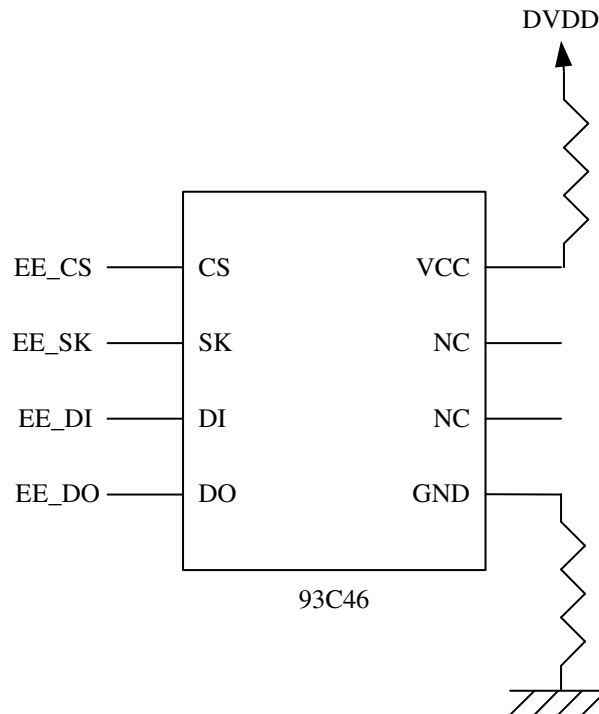 DVDD
EE_CS CS VCC
EE_SK SK NC
EE_DI DI NC
EE_DO DO GND
93C46